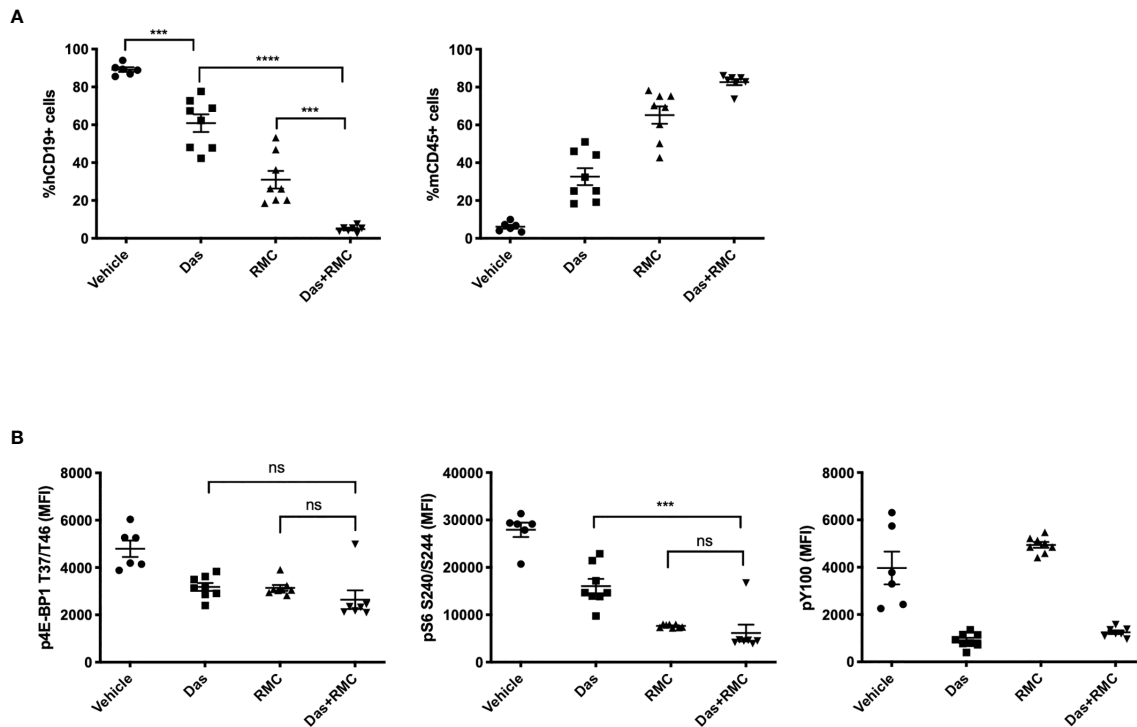 A
%hCD19+ cells
100
80
60
40
20
0
***
****
***
Vehicle
Das
RMC
Das+RMC
%mCD45+ cells
100
80
60
40
20
0
Vehicle
Das
RMC
Das+RMC
B
p4E-BP1 T37/T46 (MFI)
8000
6000
4000
2000
0
ns
ns
Vehicle
Das
RMC
Das+RMC
pS6 S240/S244 (MFI)
40000
30000
20000
10000
0
***
ns
Vehicle
Das
RMC
Das+RMC
pY100 (MFI)
8000
6000
4000
2000
0
Vehicle
Das
RMC
Das+RMC